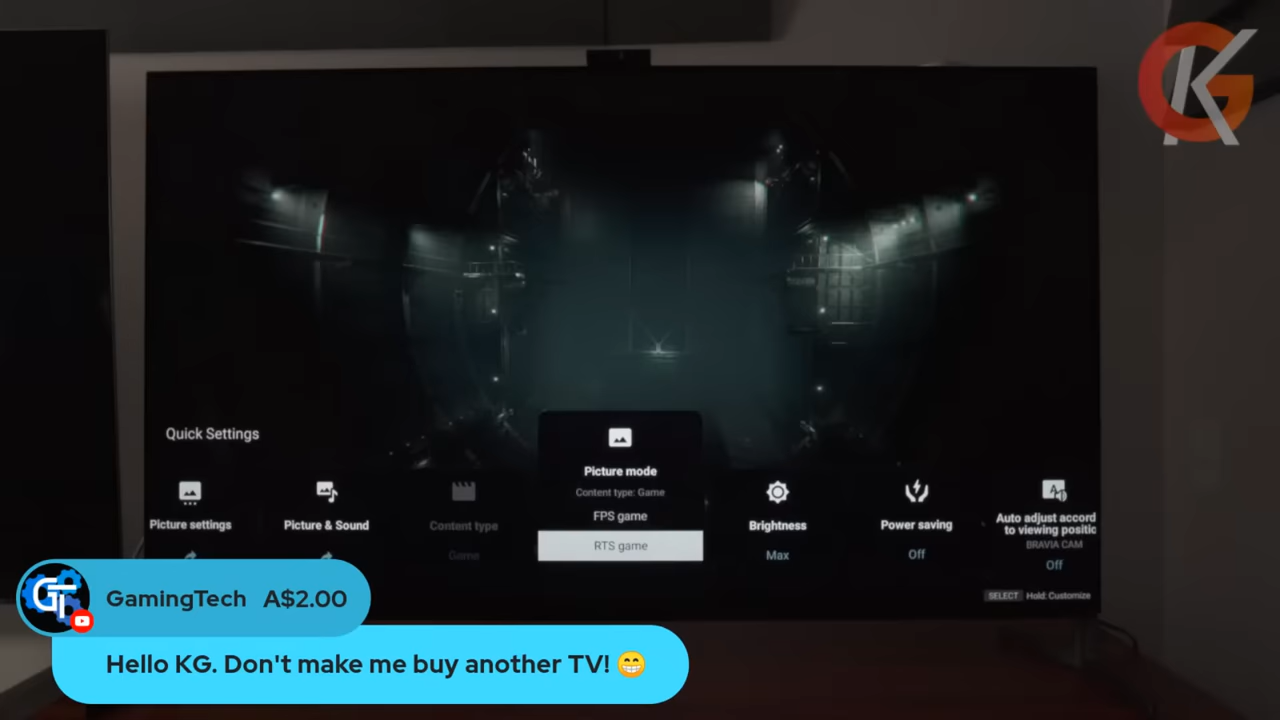 KG
Quick Settings
Picture mode
Content type: Game
FPS game
RTS game
Picture settings
Picture & Sound
Content type
Game
Brightness
Max
Power saving
Off
Auto adjust accord
to viewing positic
BRAVIA CAM
Off
SELECT Hold: Customize
GT
GamingTech A$2.00
Hello KG. Don't make me buy another TV! 😁